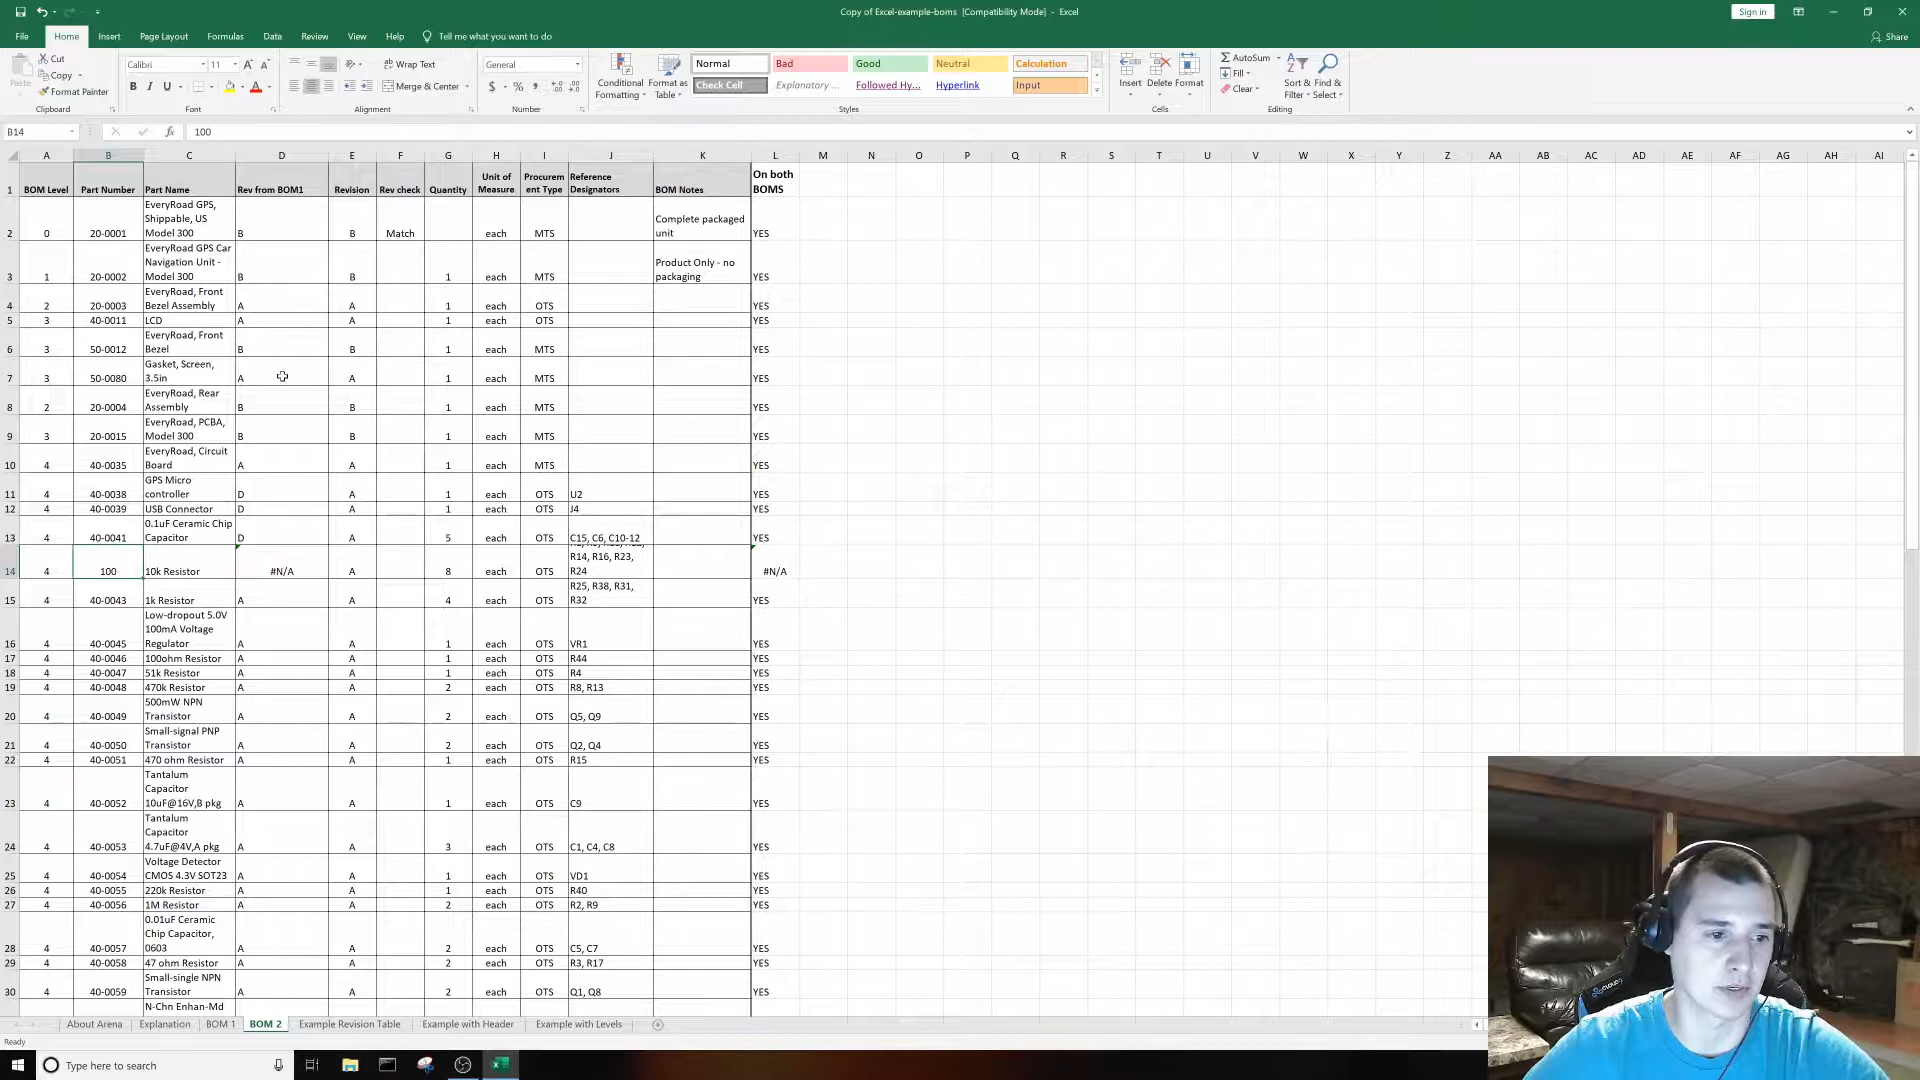 Copy of Excel-example-boms [Compatibility Mode] - Excel
Sign in
File Home Insert Page Layout Formulas Data Review View Help Tell me what you want to do
Share
Paste
Cut
Copy
Format Painter
Clipboard
Calibri 11
B I U
Font
Wrap Text
Merge & Center
Alignment
General
$ % ,
Number
Conditional Formatting
Format as Table
Normal Bad Good Neutral Calculation
Check Cell Explanatory ... Followed Hy... Hyperlink Input
Styles
Insert Delete Format
Cells
AutoSum
Fill
Clear
Sort & Filter
Find & Select
Editing
B14 fx 100
A B C D E F G H I J K L M N O P Q R S T U V W X Y Z AA AB AC AD AE AF AG AH AI
1 BOM Level Part Number Part Name Rev from BOM1 Revision Rev check Quantity Unit of Measure Procurem ent Type Reference Designators BOM Notes On both BOMS
2 0 20-0001 EveryRoad GPS, Shippable, US Model 300 B B Match each MTS Complete packaged unit YES
3 1 20-0002 EveryRoad GPS Car Navigation Unit - Model 300 B B 1 each MTS Product Only - no packaging YES
4 2 20-0003 EveryRoad, Front Bezel Assembly A A 1 each OTS YES
5 3 40-0011 LCD A A 1 each OTS YES
6 3 50-0012 EveryRoad, Front Bezel B B 1 each MTS YES
7 3 50-0080 Gasket, Screen, 3.5in A A 1 each MTS YES
8 2 20-0004 EveryRoad, Rear Assembly B B 1 each MTS YES
9 3 20-0015 EveryRoad, PCBA, Model 300 B B 1 each MTS YES
10 4 40-0035 EveryRoad, Circuit Board A A 1 each MTS YES
11 4 40-0038 GPS Micro controller D A 1 each OTS U2 YES
12 4 40-0039 USB Connector D A 1 each OTS J4 YES
13 4 40-0041 0.1uF Ceramic Chip Capacitor D A 5 each OTS C15, C6, C10-12 YES
14 4 100 10k Resistor #N/A A 8 each OTS R14, R16, R23, R24 #N/A
15 4 40-0043 1k Resistor A A 4 each OTS R25, R38, R31, R32 YES
16 4 40-0045 Low-dropout 5.0V 100mA Voltage Regulator A A 1 each OTS VR1 YES
17 4 40-0046 100ohm Resistor A A 1 each OTS R44 YES
18 4 40-0047 51k Resistor A A 1 each OTS R4 YES
19 4 40-0048 470k Resistor A A 2 each OTS R8, R13 YES
20 4 40-0049 500mW NPN Transistor A A 2 each OTS Q5, Q9 YES
21 4 40-0050 Small-signal PNP Transistor A A 2 each OTS Q2, Q4 YES
22 4 40-0051 470 ohm Resistor A A 1 each OTS R15 YES
23 4 40-0052 Tantalum Capacitor 10uF@16V,B pkg A A 1 each OTS C9 YES
24 4 40-0053 Tantalum Capacitor 4.7uF@4V,A pkg A A 3 each OTS C1, C4, C8 YES
25 4 40-0054 Voltage Detector CMOS 4.3V SOT23 A A 1 each OTS VD1 YES
26 4 40-0055 220k Resistor A A 1 each OTS R40 YES
27 4 40-0056 1M Resistor A A 2 each OTS R2, R9 YES
28 4 40-0057 0.01uF Ceramic Chip Capacitor, 0603 A A 2 each OTS C5, C7 YES
29 4 40-0058 47 ohm Resistor A A 2 each OTS R3, R17 YES
30 4 40-0059 Small-single NPN Transistor A A 2 each OTS Q1, Q8 YES
N-Chn Enhan-Md
About Arena Explanation BOM 1 BOM 2 Example Revision Table Example with Header Example with Levels
Ready
Type here to search